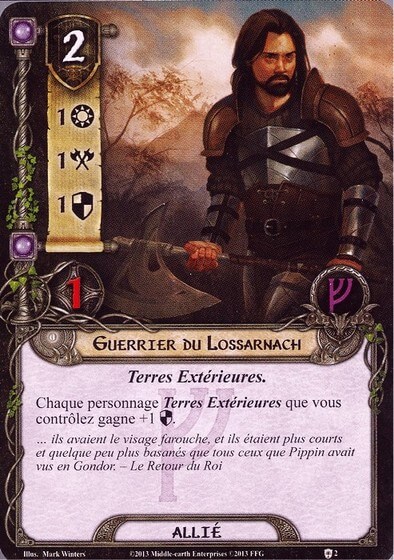 2
1
1
1
1
GUERRIER DU LOSSARNACH
Terres Extérieures.
Chaque personnage Terres Extérieures que vous
contrôlez gagne +1 .
... ils avaient le visage farouche, et ils étaient plus courts
et quelque peu plus basanés que tous ceux que Pippin avait
vus en Gondor. – Le Retour du Roi
ALLIÉ
Illus. Mark Winters ©2013 Middle-earth Enterprises ©2013 FFG 2